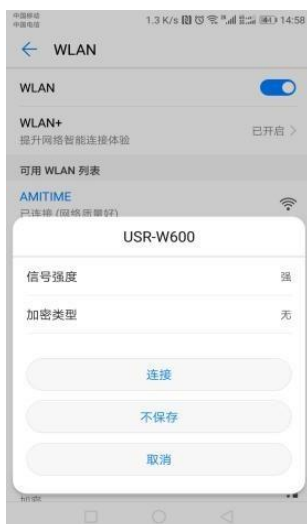 中国移动
中国电信
1.3 K/s
14:58
WLAN
WLAN
WLAN+
提升网络智能连接体验
已开启
可用 WLAN 列表
AMITIME
已连接 (网络质量好)
USR-W600
信号强度
强
加密类型
无
连接
不保存
取消
加密